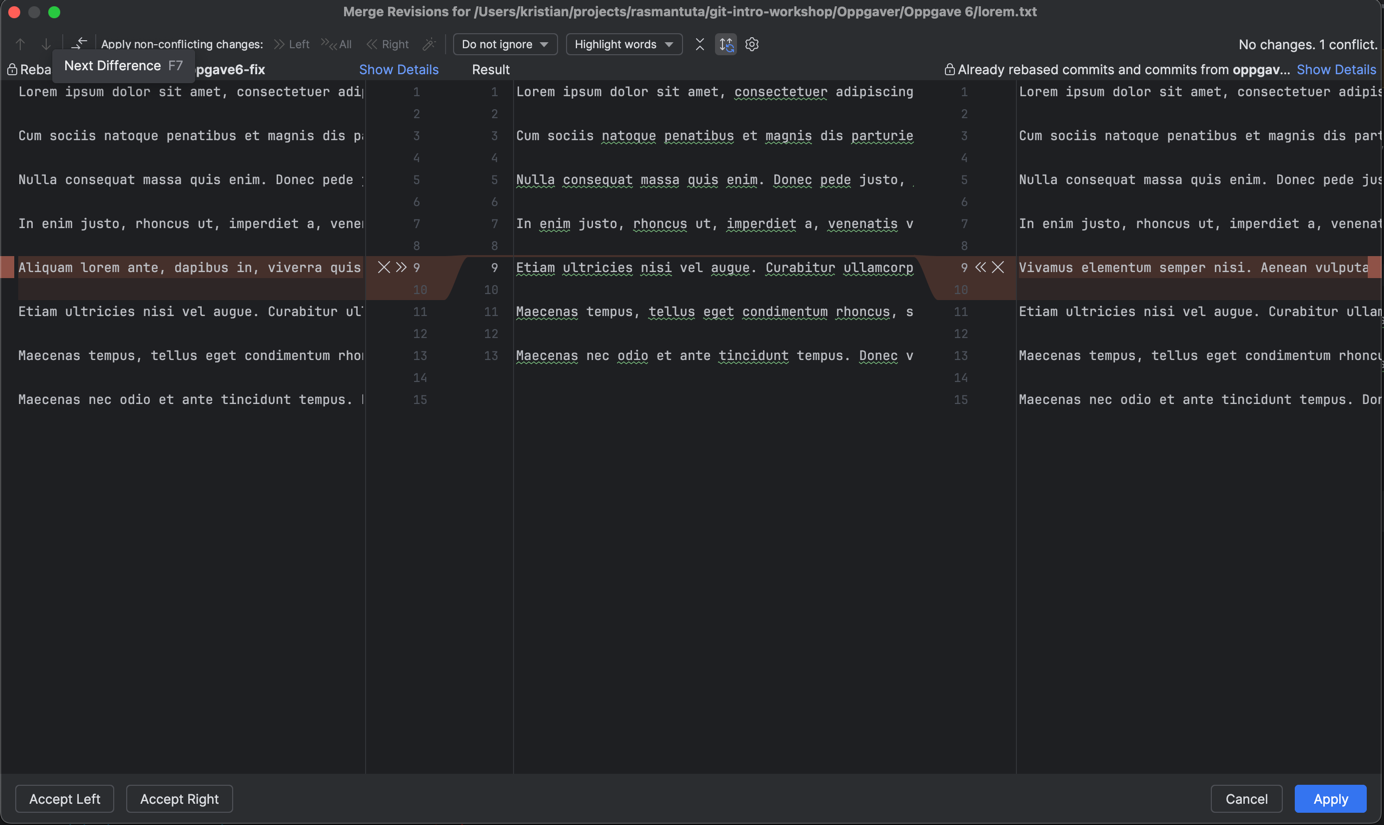 Merge Revisions for /Users/kristian/projects/rasmantuta/git-intro-workshop/Oppgaver/Oppgave 6/lorem.txt
Apply non-conflicting changes: Left All Right Do not ignore Highlight words No changes. 1 conflict.
Next Difference F7
Reba pgave6-fix Show Details Result Already rebased commits and commits from oppgav... Show Details
Lorem ipsum dolor sit amet, consectetuer adip 1 1 Lorem ipsum dolor sit amet, consectetuer adipiscing 1 Lorem ipsum dolor sit amet, consectetuer adipis
2 2 2
Cum sociis natoque penatibus et magnis dis p 3 3 Cum sociis natoque penatibus et magnis dis parturie 3 Cum sociis natoque penatibus et magnis dis part
4 4 4
Nulla consequat massa quis enim. Donec pede 5 5 Nulla consequat massa quis enim. Donec pede justo, 5 Nulla consequat massa quis enim. Donec pede jus
6 6 6
In enim justo, rhoncus ut, imperdiet a, vene 7 7 In enim justo, rhoncus ut, imperdiet a, venenatis v 7 In enim justo, rhoncus ut, imperdiet a, venenat
8 8 8
Aliquam lorem ante, dapibus in, viverra quis 9 9 Etiam ultricies nisi vel augue. Curabitur ullamcorp 9 Vivamus elementum semper nisi. Aenean vulputa
10 10 10
Etiam ultricies nisi vel augue. Curabitur ul 11 11 Maecenas tempus, tellus eget condimentum rhoncus, s 11 Etiam ultricies nisi vel augue. Curabitur ullam
12 12 12
Maecenas tempus, tellus eget condimentum rho 13 13 Maecenas nec odio et ante tincidunt tempus. Donec v 13 Maecenas tempus, tellus eget condimentum rhoncu
14 14
Maecenas nec odio et ante tincidunt tempus. 15 15 Maecenas nec odio et ante tincidunt tempus. Don
Accept Left Accept Right Cancel Apply